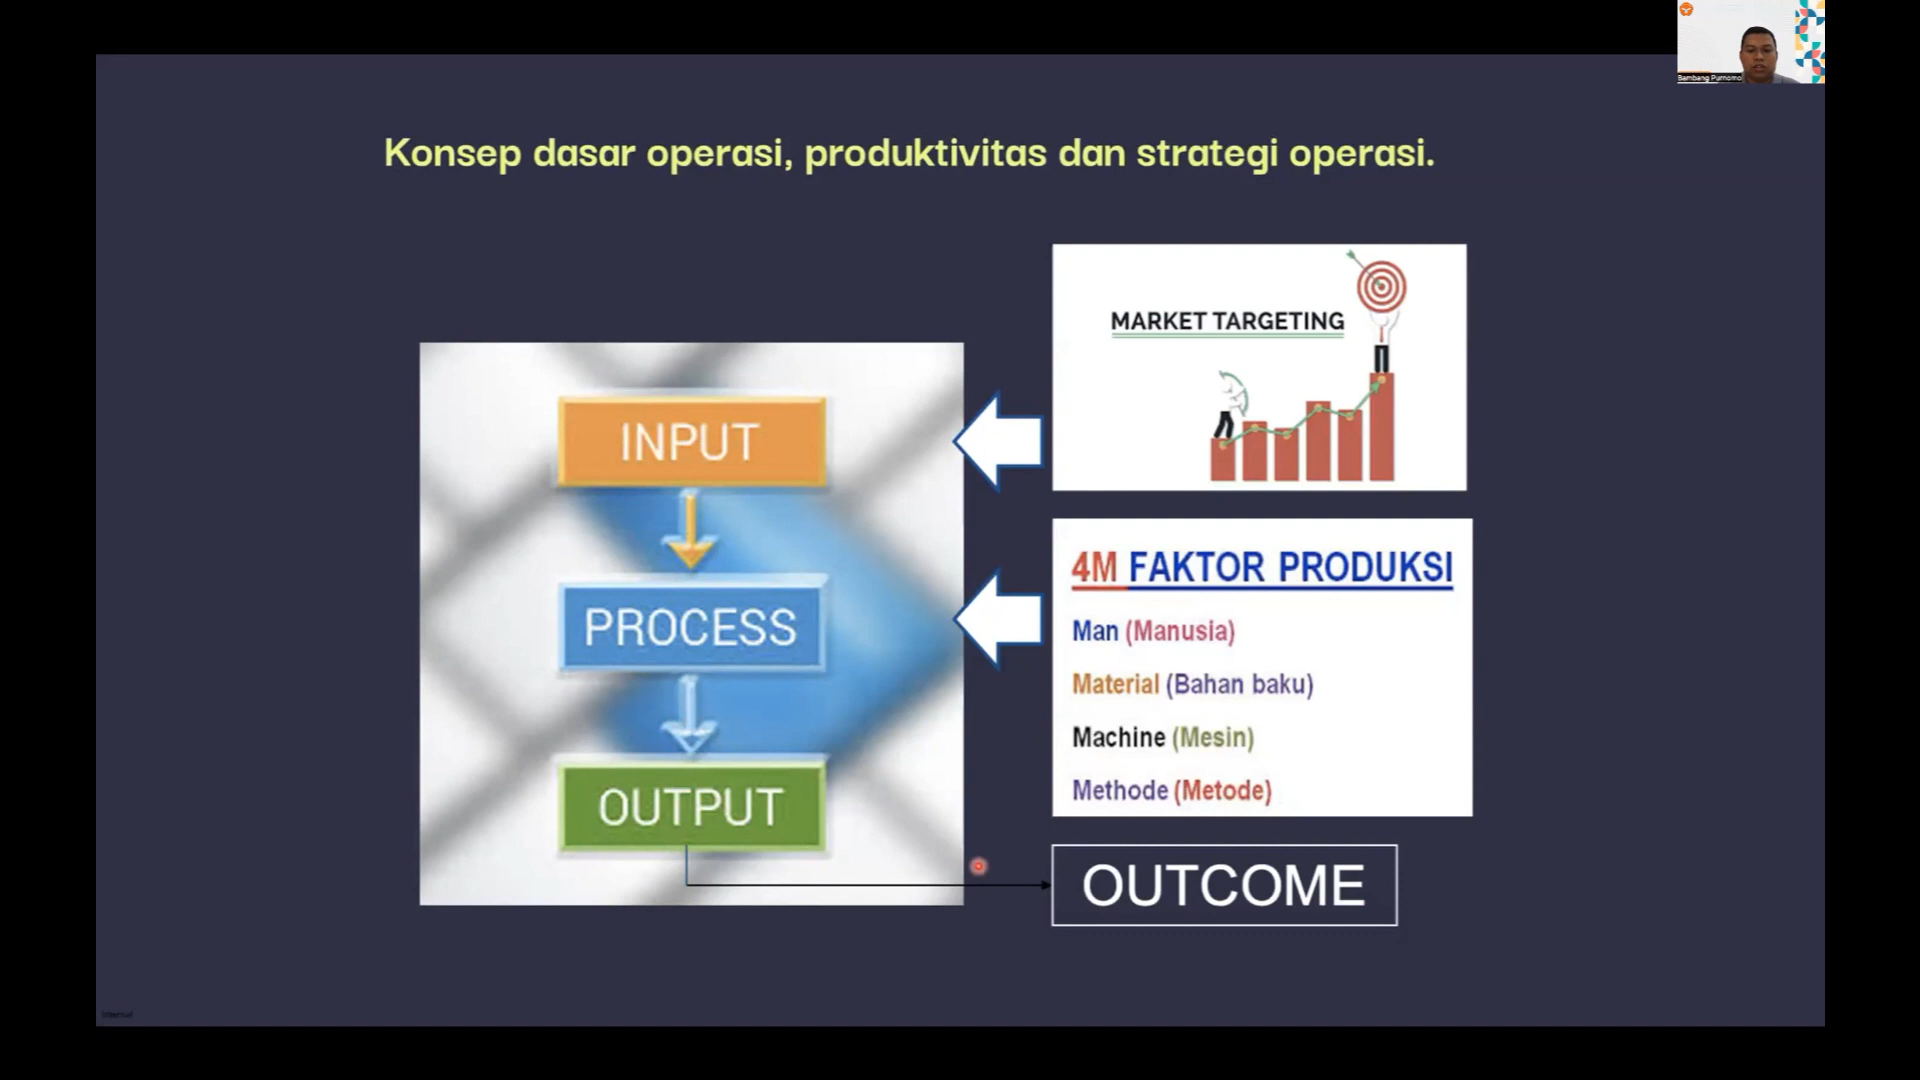 Bambang Purnomo
Konsep dasar operasi, produktivitas dan strategi operasi.
MARKET TARGETING
INPUT
PROCESS
OUTPUT
4M FAKTOR PRODUKSI
Man (Manusia)
Material (Bahan baku)
Machine (Mesin)
Methode (Metode)
OUTCOME
Internal